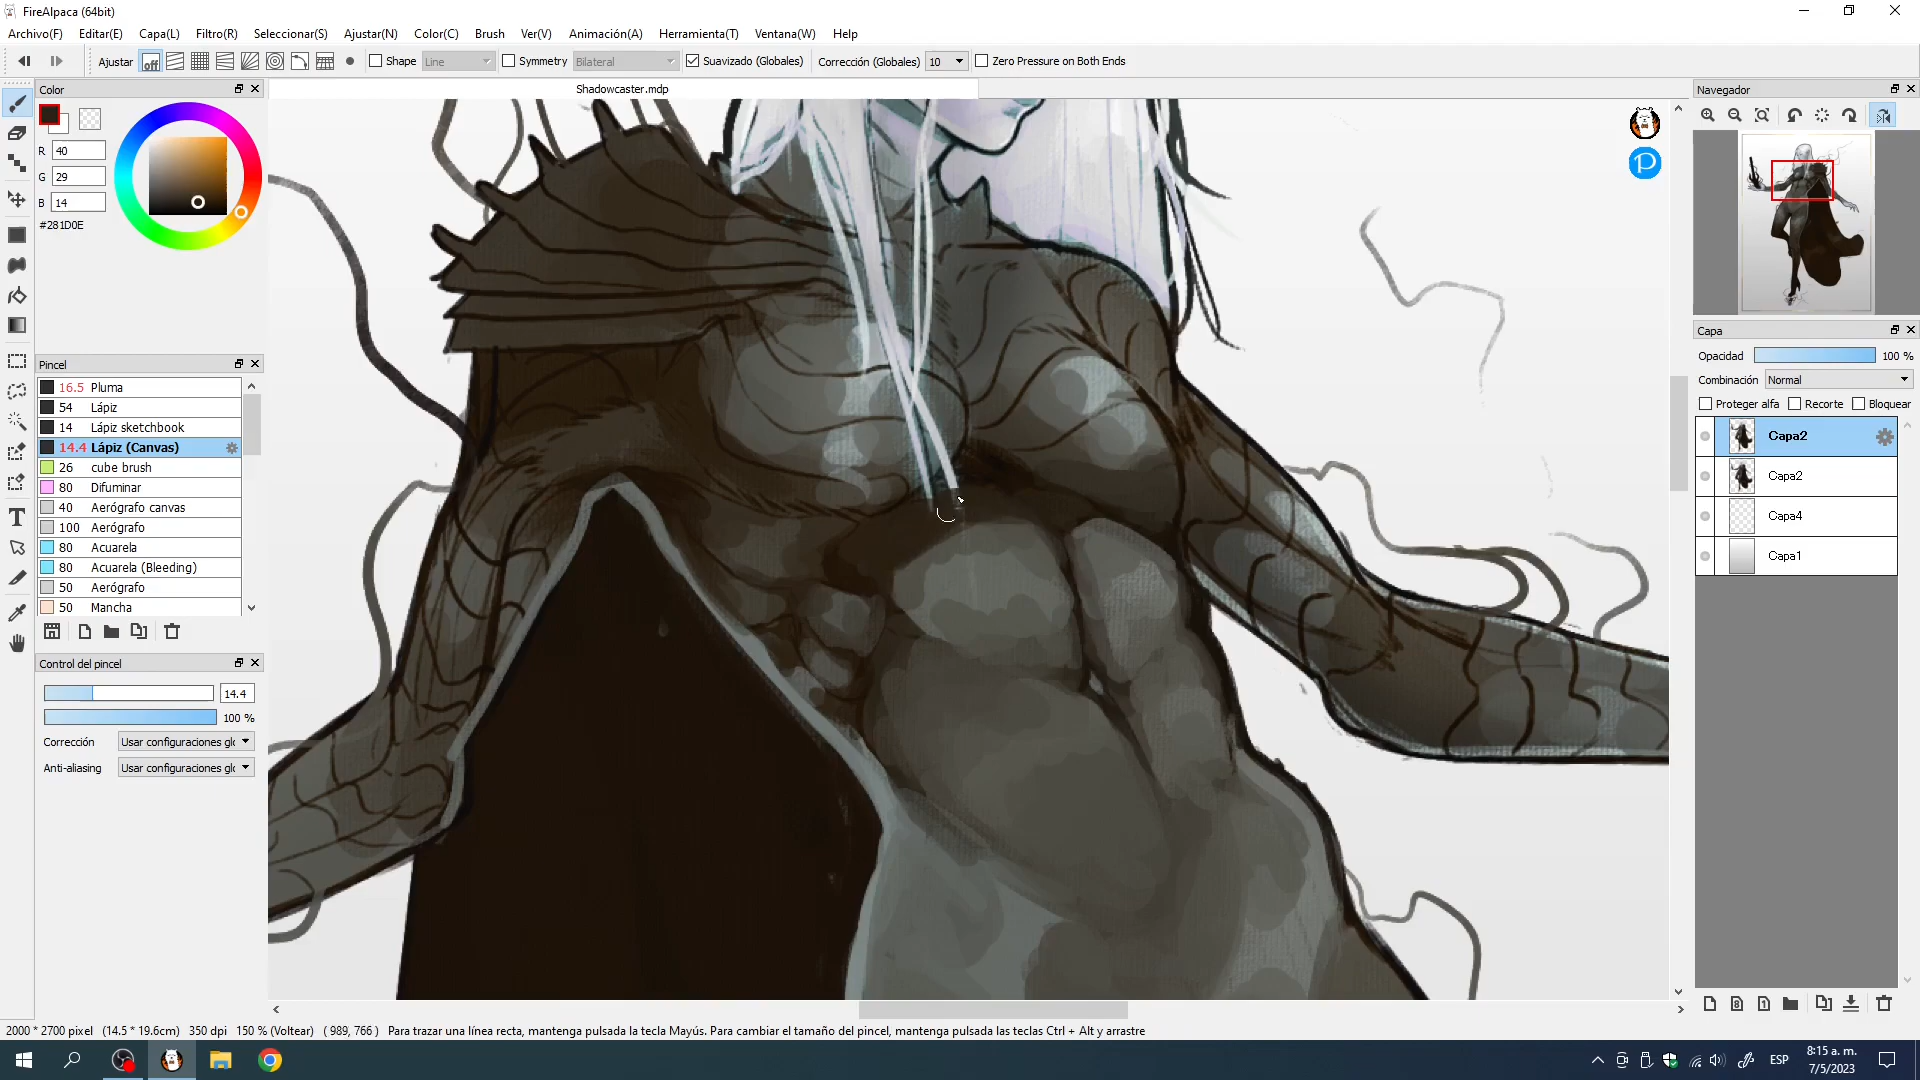 FireAlpaca (64bit)
Archivo(F) Editar(E) Capa(L) Filtro(R) Seleccionar(S) Ajustar(N) Color(C) Brush Ver(V) Animación(A) Herramienta(T) Ventana(W) Help
Ajustar off Shape Line Symmetry Bilateral Suavizado (Globales) Corrección (Globales) 10 Zero Pressure on Both Ends
Color
Shadowcaster.mdp
Navegador
R 40
G 29
B 14
#281D0E
Capa
Opacidad 100 %
Combinación Normal
Proteger alfa Recorte Bloquear
Capa2
Capa2
Capa4
Capa1
Pincel
16.5 Pluma
54 Lápiz
14 Lápiz sketchbook
14.4 Lápiz (Canvas)
26 cube brush
80 Difuminar
40 Aerógrafo canvas
100 Aerógrafo
80 Acuarela
80 Acuarela (Bleeding)
50 Aerógrafo
50 Mancha
Control del pincel
14.4
100 %
Corrección Usar configuraciones glo
Anti-aliasing Usar configuraciones glo
2000 * 2700 pixel (14.5 * 19.6cm) 350 dpi 150 % (Voltear) ( 989, 766 ) Para trazar una línea recta, mantenga pulsada la tecla Mayús. Para cambiar el tamaño del pincel, mantenga pulsada las teclas Ctrl + Alt y arrastre
ESP
8:15 a. m.
7/5/2023